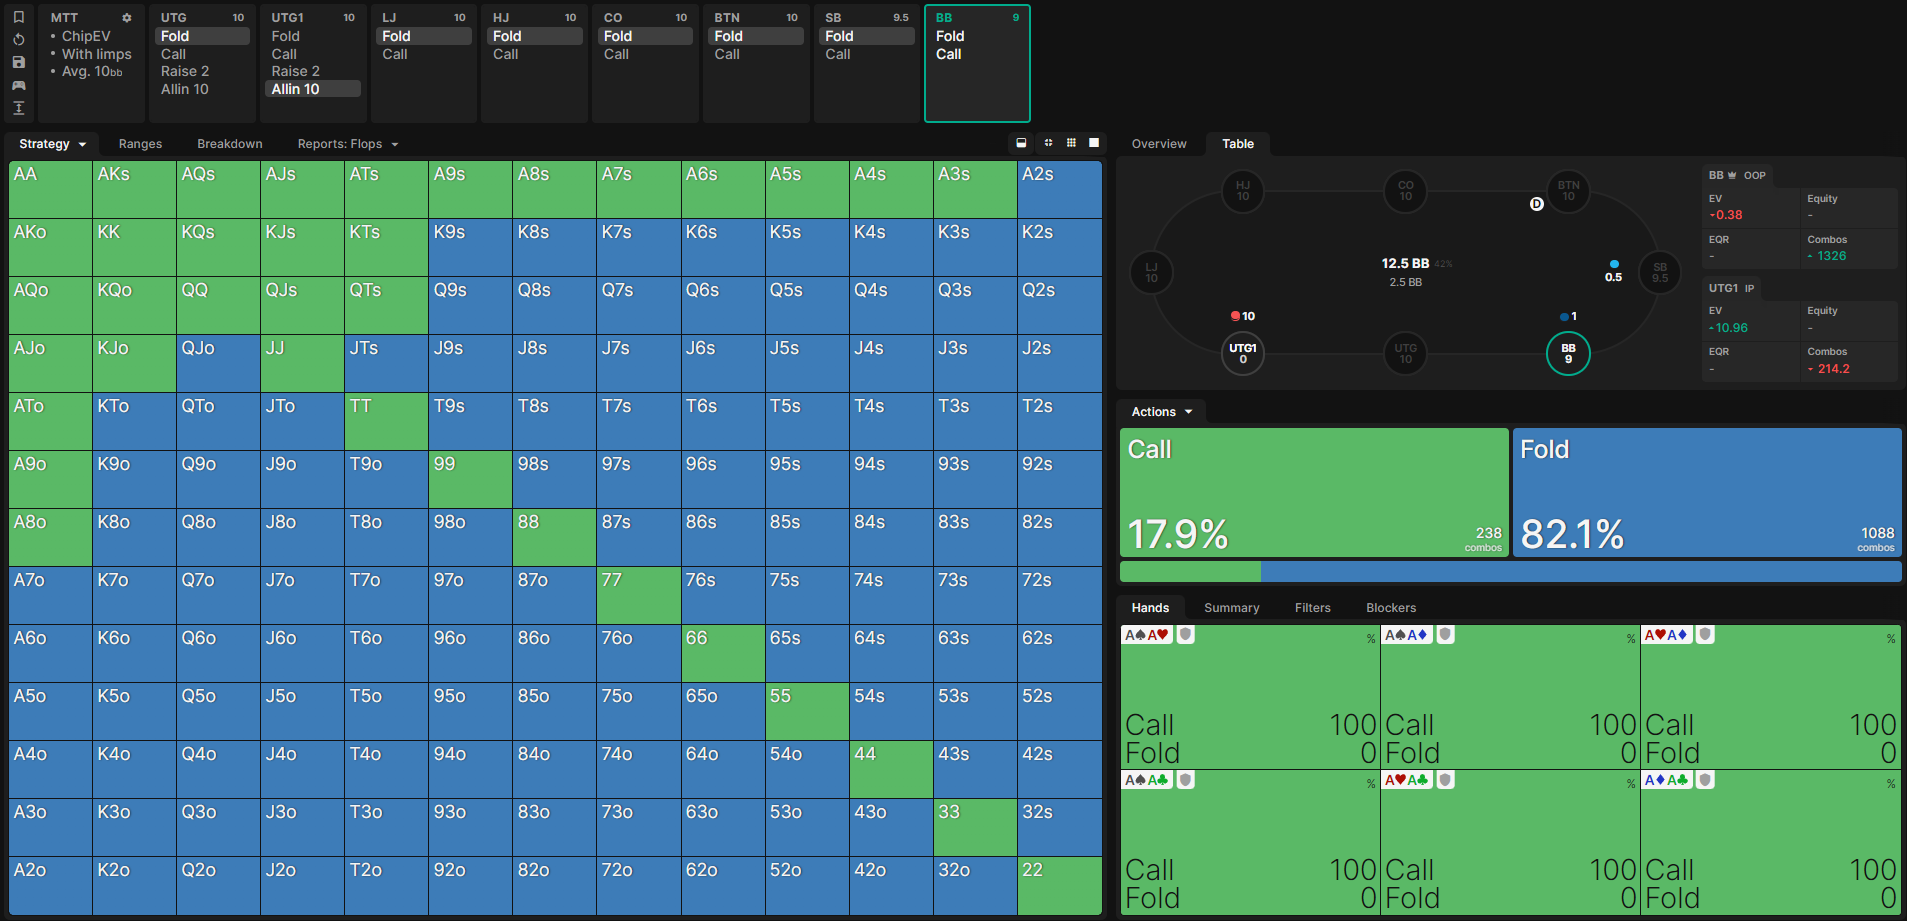 MTT
• ChipEV
• With limps
• Avg. 10bb
UTG 10
Fold
Call
Raise 2
Allin 10
UTG1 10
Fold
Call
Raise 2
Allin 10
LJ 10
Fold
Call
HJ 10
Fold
Call
CO 10
Fold
Call
BTN 10
Fold
Call
SB 9.5
Fold
Call
BB 9
Fold
Call
Strategy Ranges Breakdown Reports: Flops
AA AKs AQs AJs ATs A9s A8s A7s A6s A5s A4s A3s A2s
AKo KK KQs KJs KTs K9s K8s K7s K6s K5s K4s K3s K2s
AQo KQo QQ QJs QTs Q9s Q8s Q7s Q6s Q5s Q4s Q3s Q2s
AJo KJo QJo JJ JTs J9s J8s J7s J6s J5s J4s J3s J2s
ATo KTo QTo JTo TT T9s T8s T7s T6s T5s T4s T3s T2s
A9o K9o Q9o J9o T9o 99 98s 97s 96s 95s 94s 93s 92s
A8o K8o Q8o J8o T8o 98o 88 87s 86s 85s 84s 83s 82s
A7o K7o Q7o J7o T7o 97o 87o 77 76s 75s 74s 73s 72s
A6o K6o Q6o J6o T6o 96o 86o 76o 66 65s 64s 63s 62s
A5o K5o Q5o J5o T5o 95o 85o 75o 65o 55 54s 53s 52s
A4o K4o Q4o J4o T4o 94o 84o 74o 64o 54o 44 43s 42s
A3o K3o Q3o J3o T3o 93o 83o 73o 63o 53o 43o 33 32s
A2o K2o Q2o J2o T2o 92o 82o 72o 62o 52o 42o 32o 22
Overview Table
HJ
10
CO
10
BTN
10
D
LJ
10
12.5 BB 42%
2.5 BB
0.5
SB
9.5
10
1
UTG1
0
UTG
10
BB
9
BB OOP
EV Equity
-0.38 -
EQR Combos
- 1326
UTG1 IP
EV Equity
10.96 -
EQR Combos
- 214.2
Actions
Call
17.9%
238
combos
Fold
82.1%
1088
combos
Hands Summary Filters Blockers
A♠A♥ %
Call 100
Fold 0
A♠A♦ %
Call 100
Fold 0
A♥A♦ %
Call 100
Fold 0
A♠A♣ %
Call 100
Fold 0
A♥A♣ %
Call 100
Fold 0
A♦A♣ %
Call 100
Fold 0